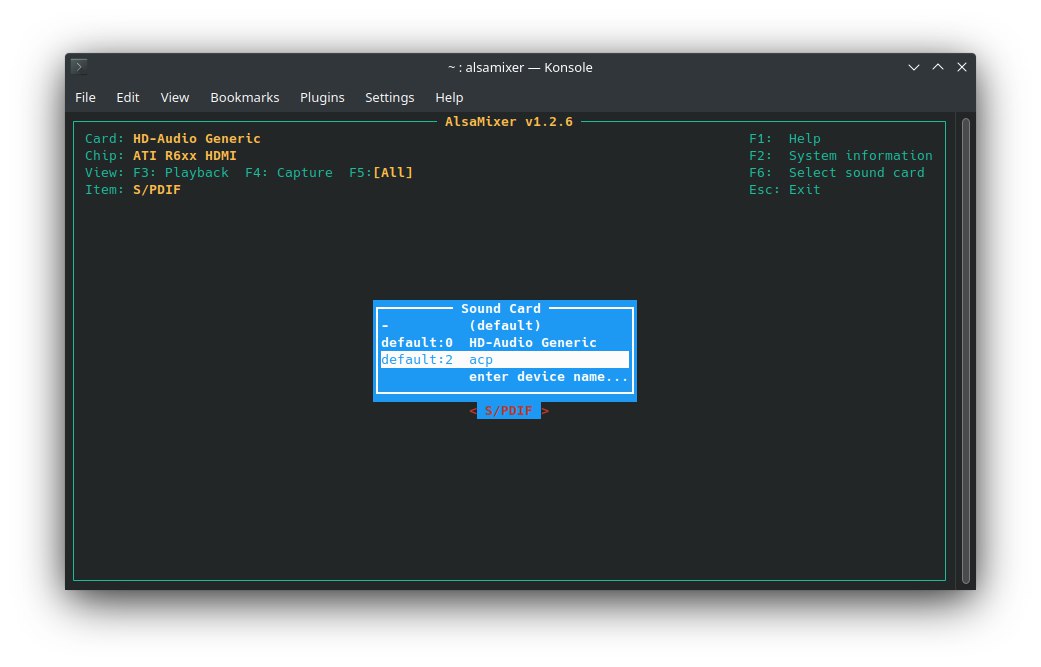 ~ : alsamixer — Konsole
File Edit View Bookmarks Plugins Settings Help
AlsaMixer v1.2.6
Card: HD-Audio Generic F1: Help
Chip: ATI R6xx HDMI F2: System information
View: F3: Playback F4: Capture F5:[All] F6: Select sound card
Item: S/PDIF Esc: Exit
Sound Card
- (default)
default:0 HD-Audio Generic
default:2 acp
enter device name...
< S/PDIF >